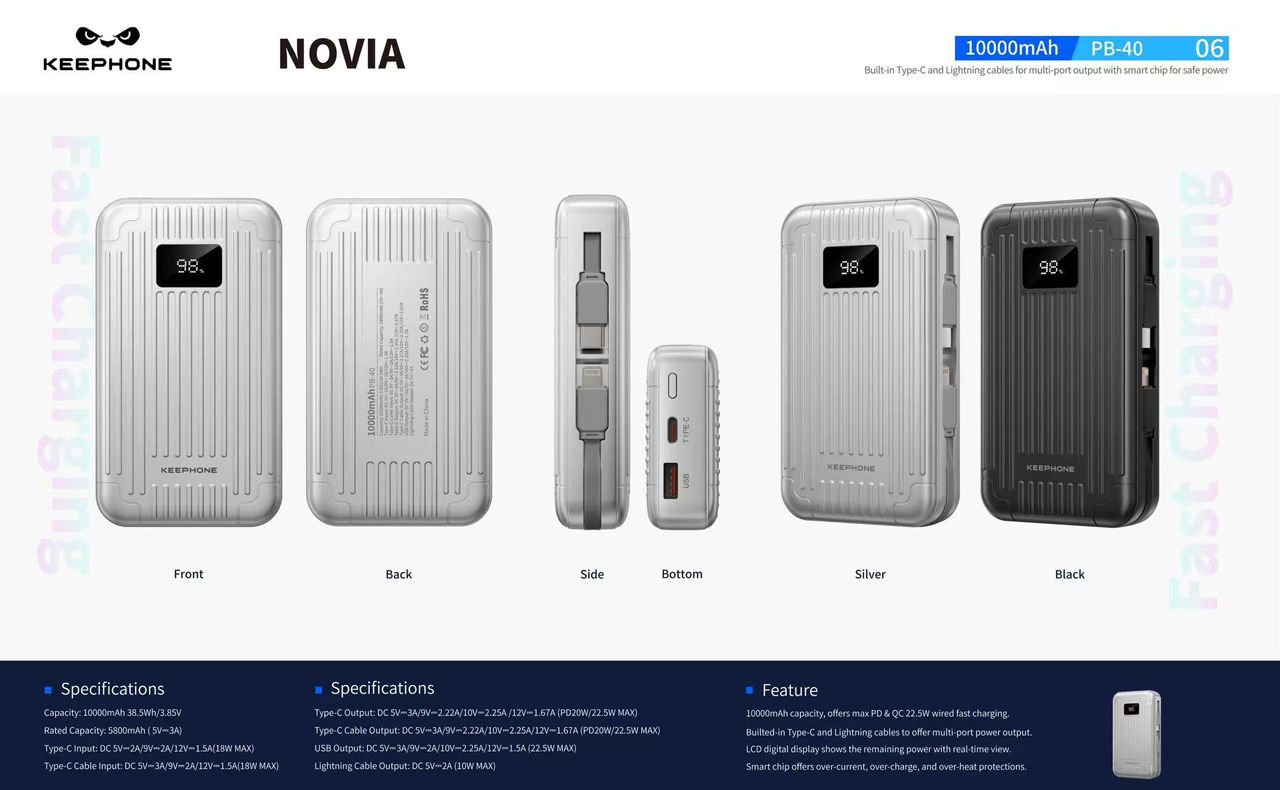 KEEPHONE
NOVIA
10000mAh PB-40 06
Built-in Type-C and Lightning cables for multi-port output with smart chip for safe power
Fast Charging
98%
KEEPHONE
10000mAh PB-40
Made in China
CE FC RoHS
TYPE-C
USB
98%
KEEPHONE
98%
KEEPHONE
Fast Charging
Front
Back
Side
Bottom
Silver
Black
Specifications
Capacity: 10000mAh 38.5Wh/3.85V
Rated Capacity: 5800mAh ( 5V⎓3A)
Type-C Input: DC 5V⎓2A/9V⎓2A/12V⎓1.5A(18W MAX)
Type-C Cable Input: DC 5V⎓3A/9V⎓2A/12V⎓1.5A(18W MAX)
Specifications
Type-C Output: DC 5V⎓3A/9V⎓2.22A/10V⎓2.25A /12V⎓1.67A (PD20W/22.5W MAX)
Type-C Cable Output: DC 5V⎓3A/9V⎓2.22A/10V⎓2.25A/12V⎓1.67A (PD20W/22.5W MAX)
USB Output: DC 5V⎓3A/9V⎓2A/10V⎓2.25A/12V⎓1.5A (22.5W MAX)
Lightning Cable Output: DC 5V⎓2A (10W MAX)
Feature
10000mAh capacity, offers max PD & QC 22.5W wired fast charging.
Builted-in Type-C and Lightning cables to offer multi-port power output.
LCD digital display shows the remaining power with real-time view.
Smart chip offers over-current, over-charge, and over-heat protections.